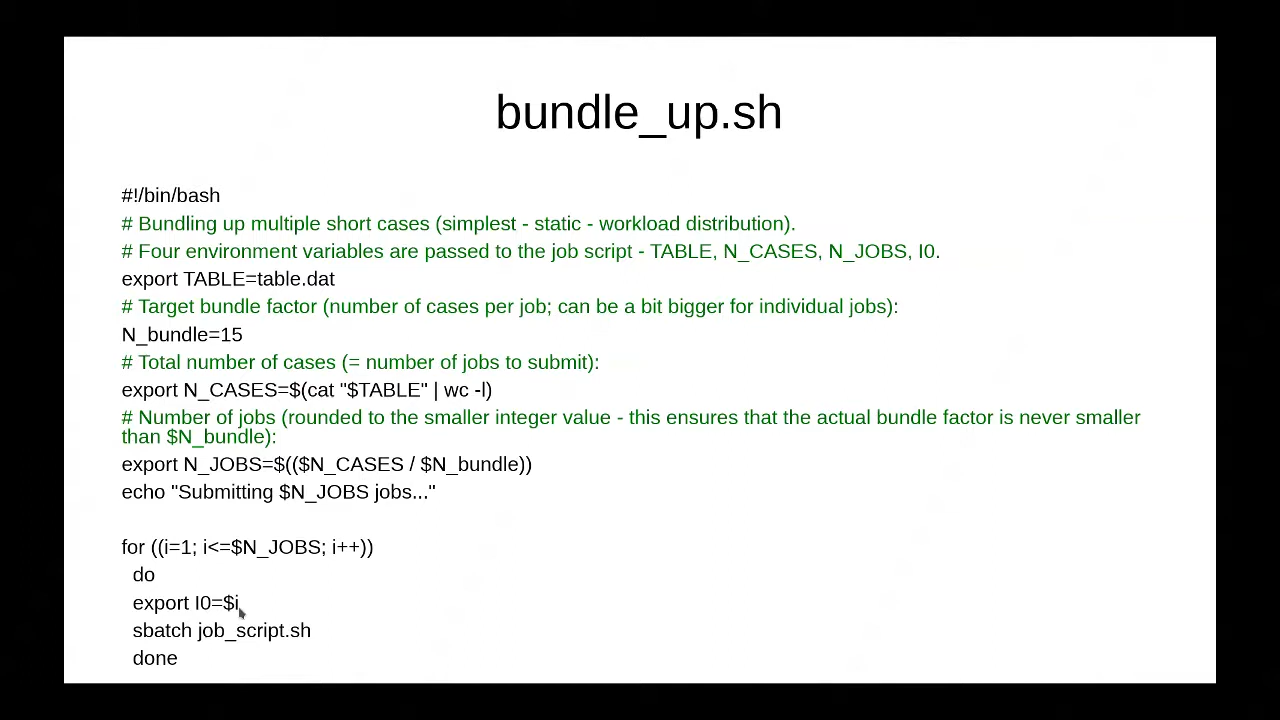 bundle_up.sh
#!/bin/bash
# Bundling up multiple short cases (simplest - static - workload distribution).
# Four environment variables are passed to the job script - TABLE, N_CASES, N_JOBS, I0.
export TABLE=table.dat
# Target bundle factor (number of cases per job; can be a bit bigger for individual jobs):
N_bundle=15
# Total number of cases (= number of jobs to submit):
export N_CASES=$(cat "$TABLE" | wc -l)
# Number of jobs (rounded to the smaller integer value - this ensures that the actual bundle factor is never smaller
than $N_bundle):
export N_JOBS=$(($N_CASES / $N_bundle))
echo "Submitting $N_JOBS jobs..."
for ((i=1; i<=$N_JOBS; i++))
do
export I0=$i
sbatch job_script.sh
done